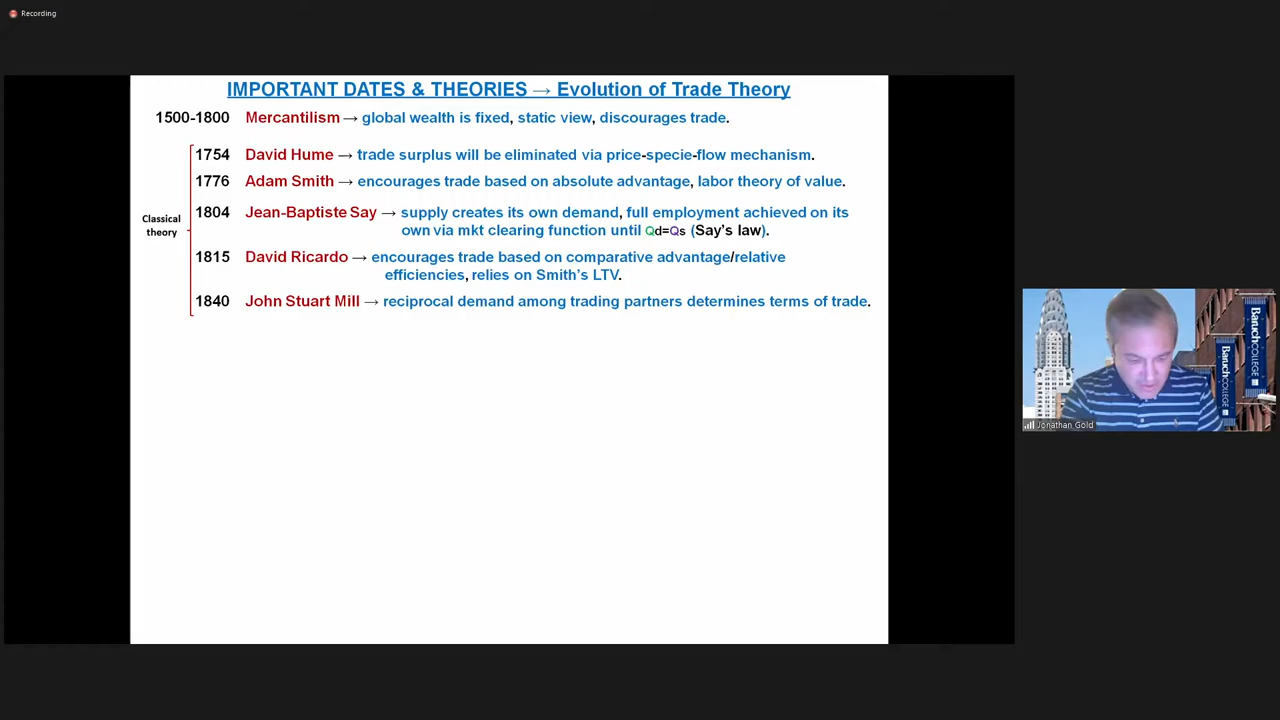 Recording
IMPORTANT DATES & THEORIES → Evolution of Trade Theory
1500-1800 Mercantilism → global wealth is fixed, static view, discourages trade.
1754 David Hume → trade surplus will be eliminated via price-specie-flow mechanism.
1776 Adam Smith → encourages trade based on absolute advantage, labor theory of value.
Classical
theory
1804 Jean-Baptiste Say → supply creates its own demand, full employment achieved on its
own via mkt clearing function until Qd=Qs (Say's law).
1815 David Ricardo → encourages trade based on comparative advantage/relative
efficiencies, relies on Smith's LTV.
1840 John Stuart Mill → reciprocal demand among trading partners determines terms of trade.
Baruch COLLEGE
Baruch COLLEGE
Jonathan Gold